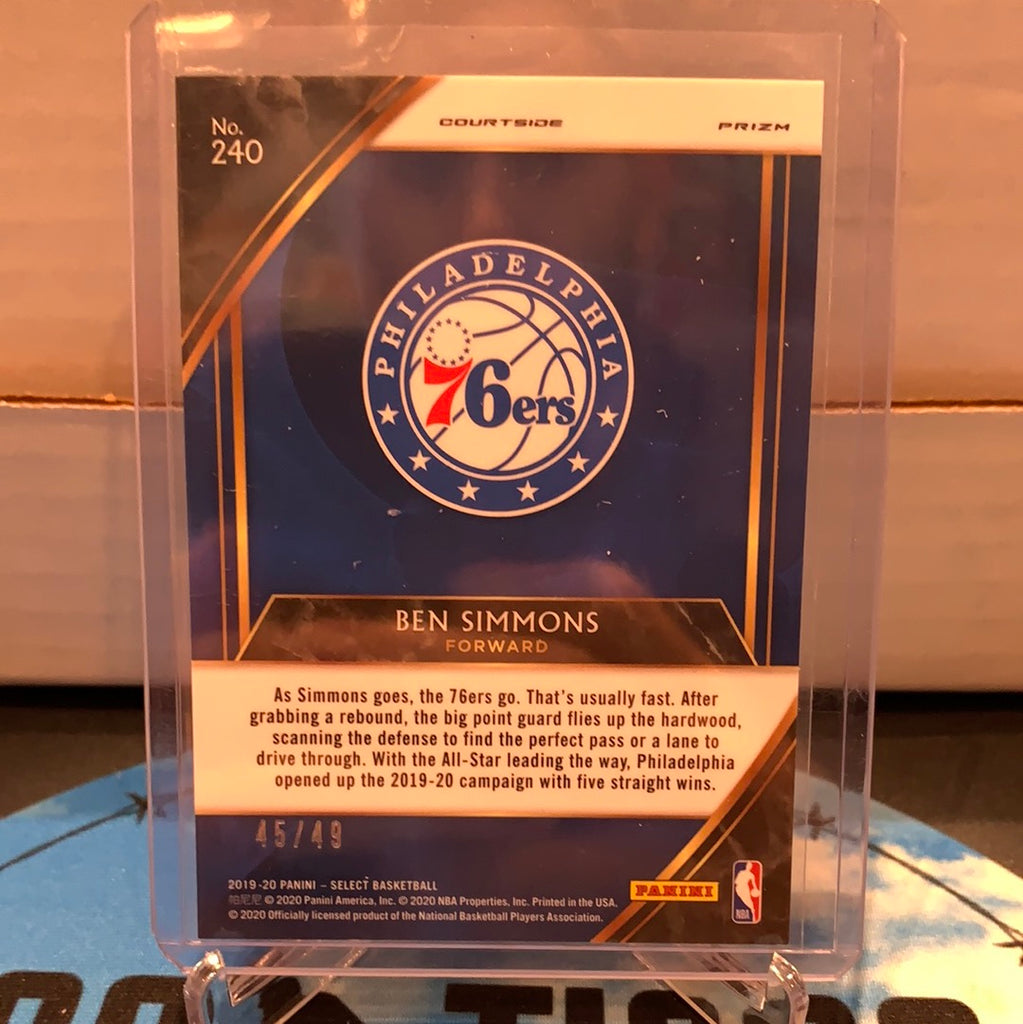 No.
240
COURTSIDE
PRIZM
PHILADELPHIA
76ers
BEN SIMMONS
FORWARD
As Simmons goes, the 76ers go. That's usually fast. After
grabbing a rebound, the big point guard flies up the hardwood,
scanning the defense to find the perfect pass or a lane to
drive through. With the All-Star leading the way, Philadelphia
opened up the 2019-20 campaign with five straight wins.
45/49
2019-20 PANINI – SELECT BASKETBALL
帕尼尼 © 2020 Panini America, Inc. © 2020 NBA Properties, Inc. Printed in the USA.
© 2020 Officially licensed product of the National Basketball Players Association.
PANINI
NBA